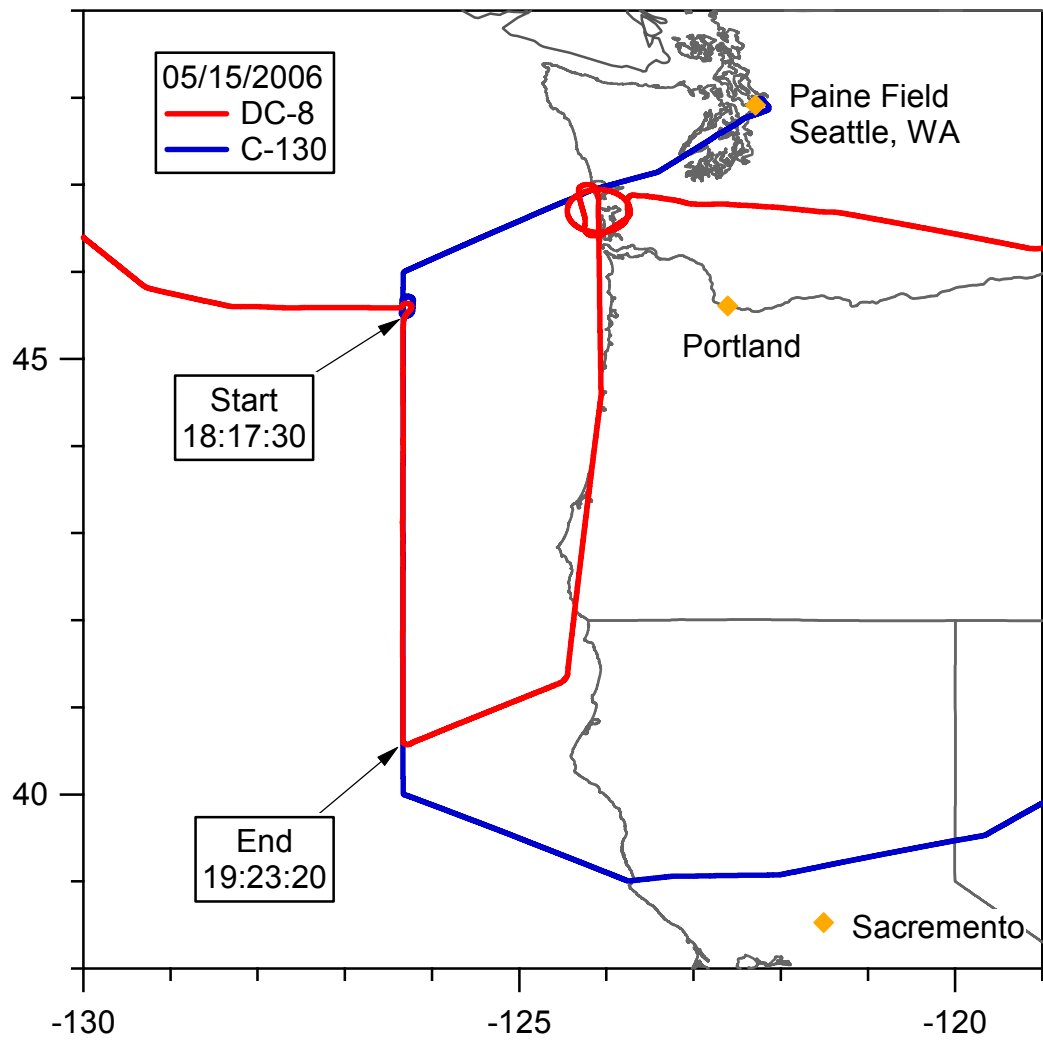 05/15/2006
DC-8
C-130
Paine Field
Seattle, WA
Portland
45
Start
18:17:30
40
End
19:23:20
Sacremento
-130
-125
-120